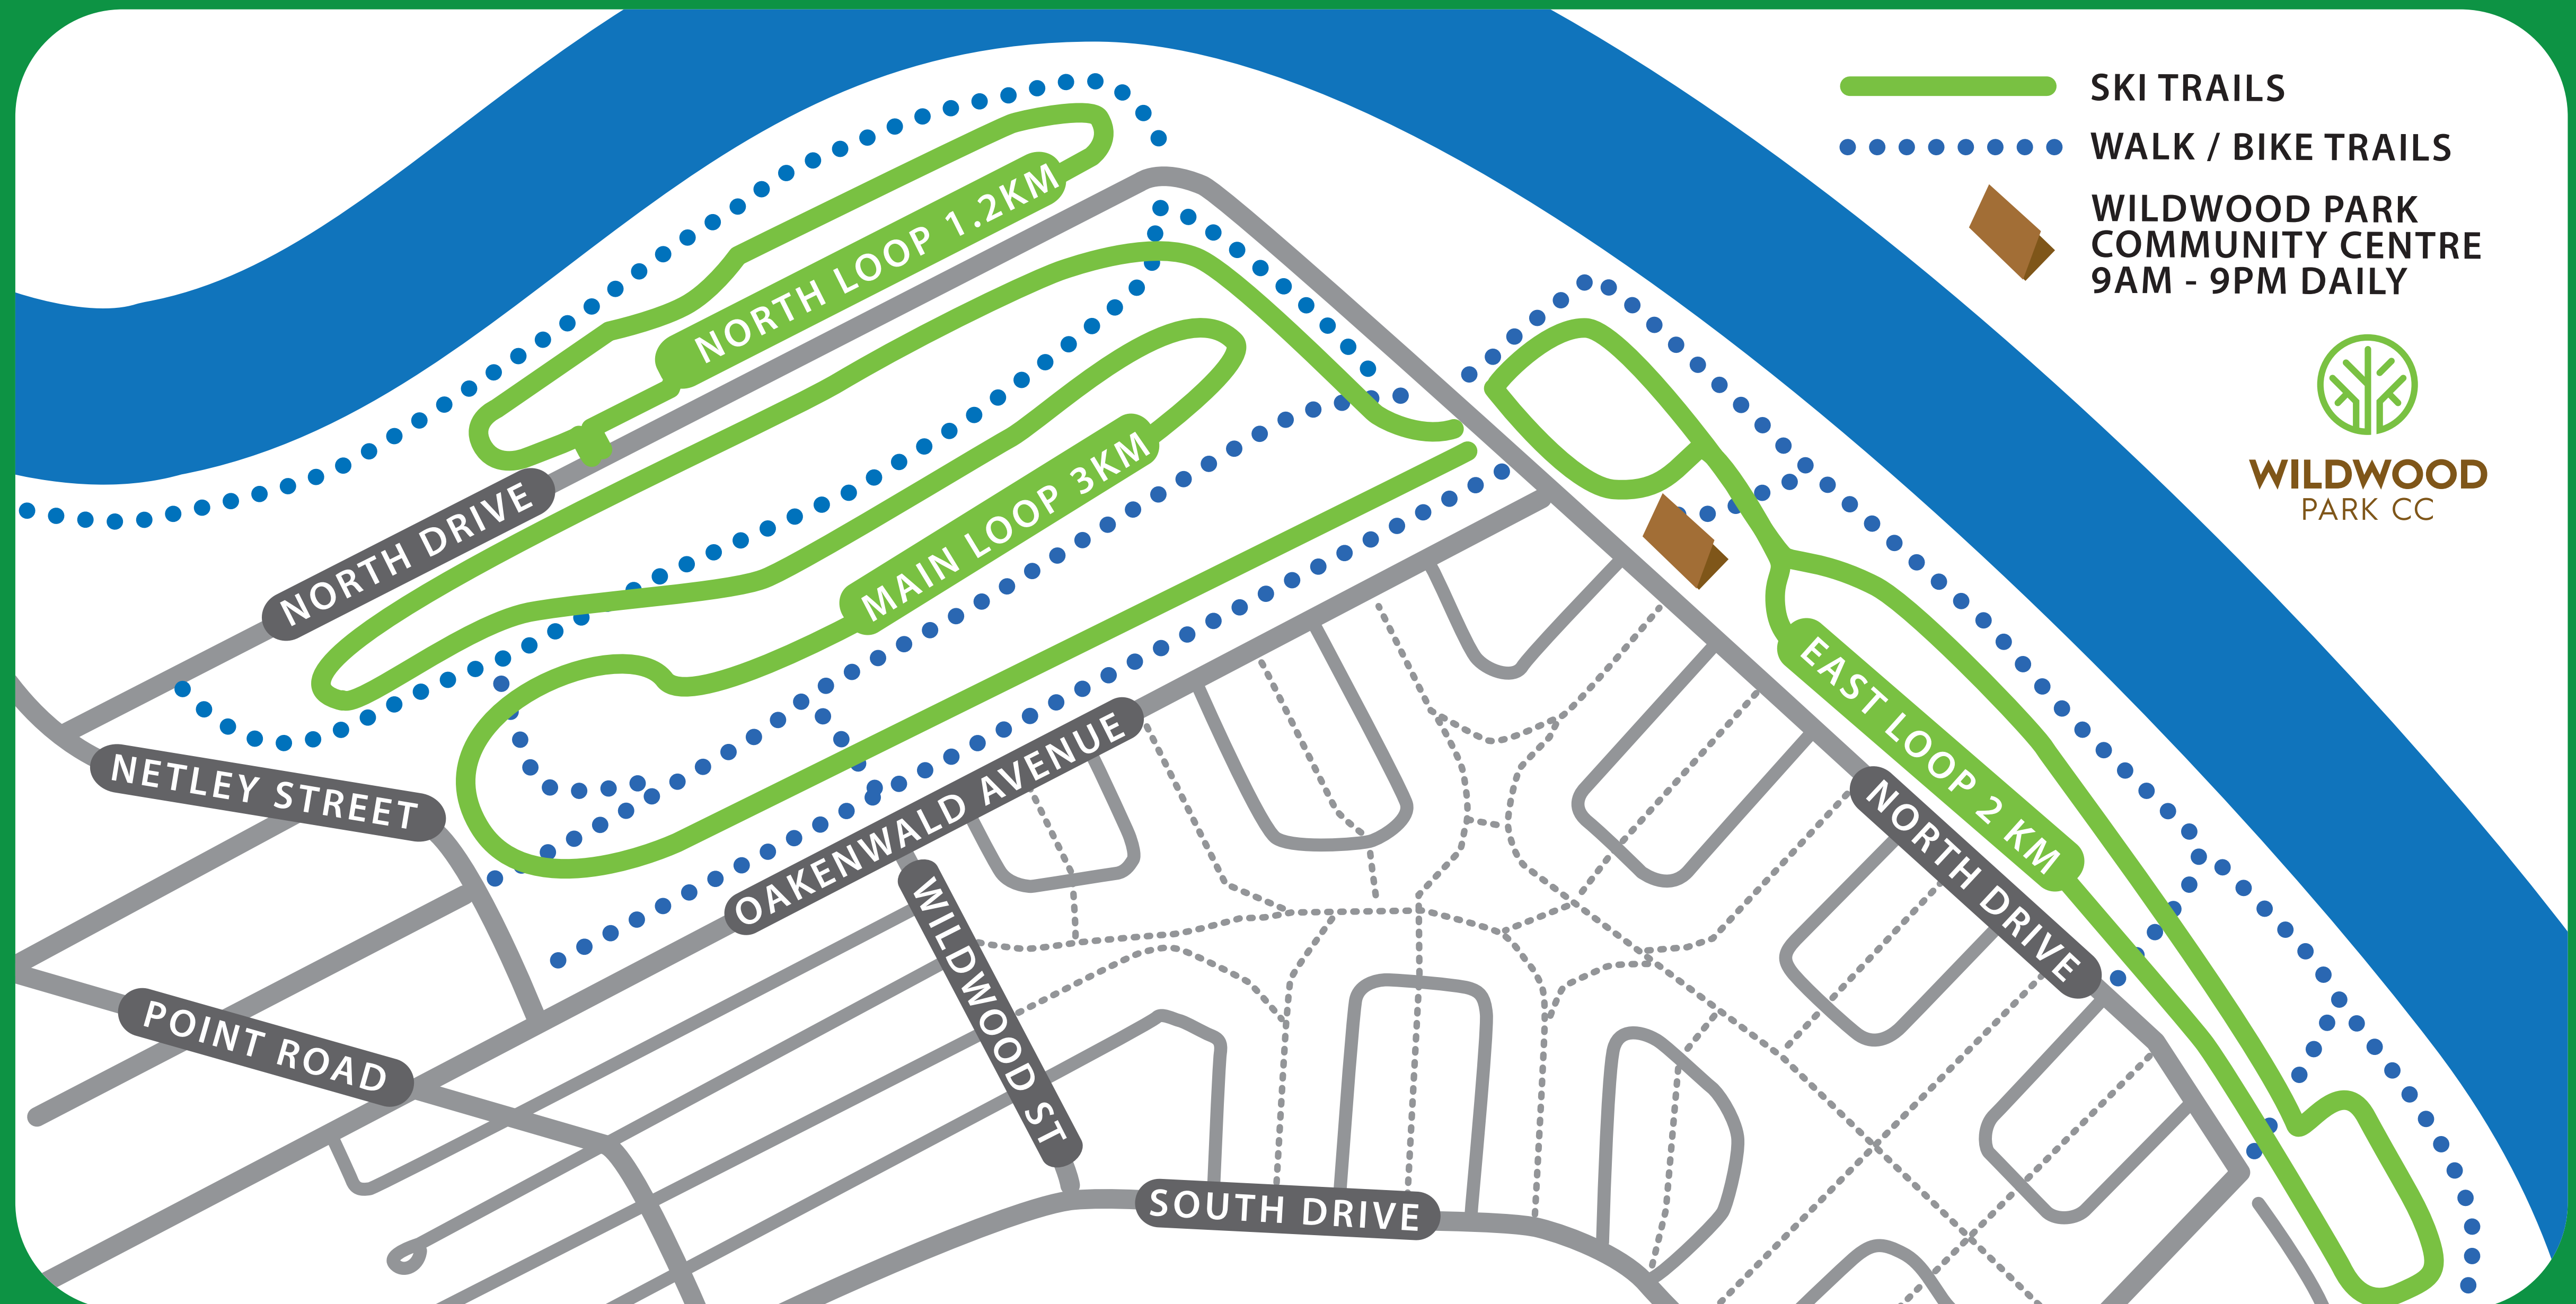 SKI TRAILS
WALK / BIKE TRAILS
WILDWOOD PARK
COMMUNITY CENTRE
9AM - 9PM DAILY
WILDWOOD
PARK CC
NORTH LOOP 1.2KM
MAIN LOOP 3KM
NORTH DRIVE
EAST LOOP 2 KM
NORTH DRIVE
NETLEY STREET
OAKENWALD AVENUE
WILDWOOD ST
POINT ROAD
SOUTH DRIVE